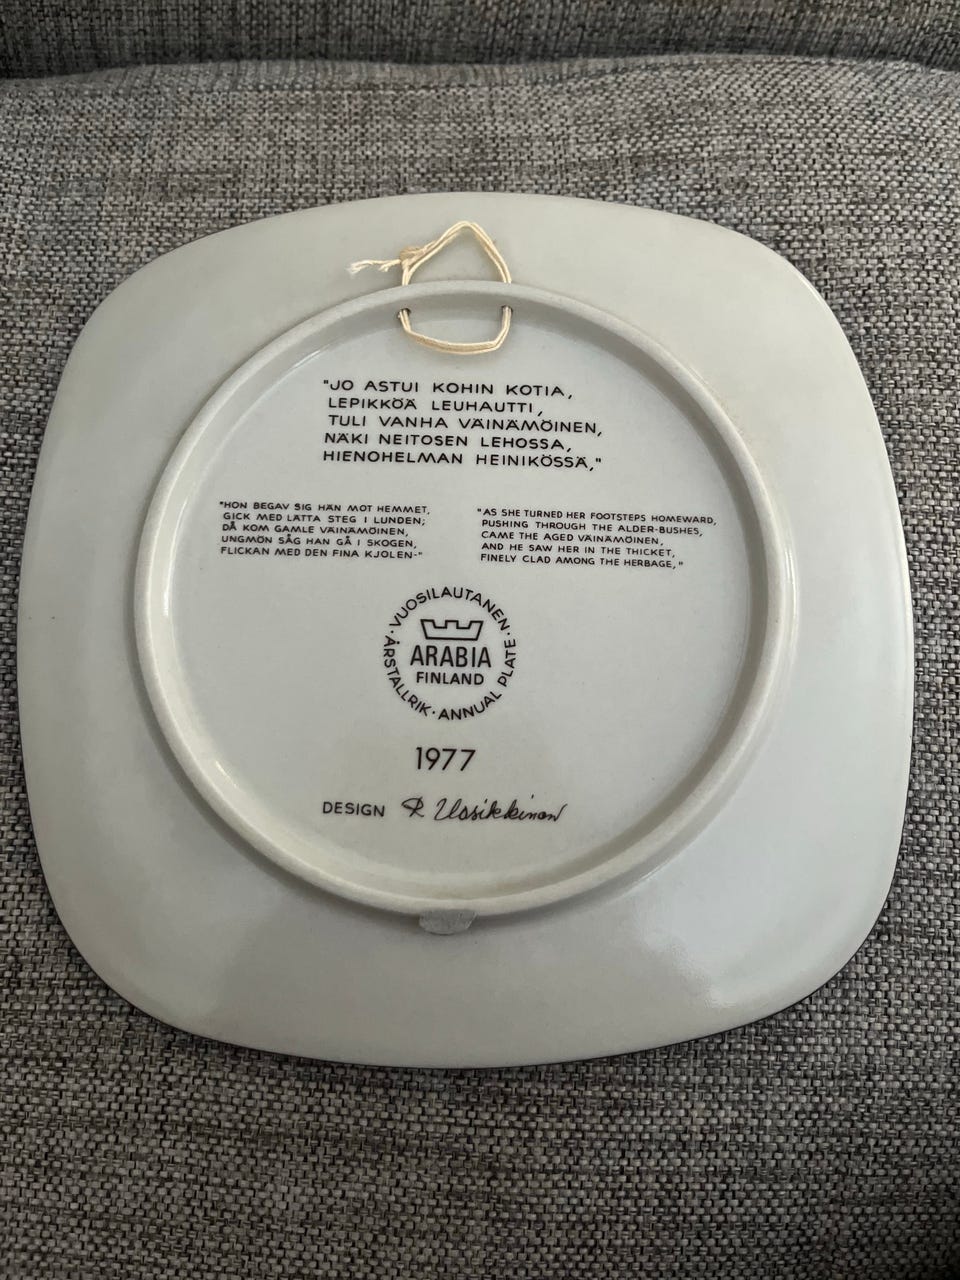 "JO ASTUI KOHIN KOTIA,
LEPIKKÖÄ LEUHAUTTI,
TULI VANHA VÄINÄMÖINEN,
NÄKI NEITOSEN LEHOSSA,
HIENOHELMAN HEINIKÖSSÄ,"
"HON BEGAV SIG HÄN MOT HEMMET,
GICK MED LÄTTA STEG I LUNDEN;
DÅ KOM GAMLE VÄINÄMÖINEN,
UNGMÖN SÅG HAN GÅ I SKOGEN,
FLICKAN MED DEN FINA KJOLEN-"
"AS SHE TURNED HER FOOTSTEPS HOMEWARD,
PUSHING THROUGH THE ALDER-BUSHES,
CAME THE AGED VÄINÄMÖINEN,
AND HE SAW HER IN THE THICKET,
FINELY CLAD AMONG THE HERBAGE,"
VUOSILAUTANEN · ANNUAL PLATE · ÅRSTALLRIK ·
ARABIA
FINLAND
1977
DESIGN R Uosikkinen